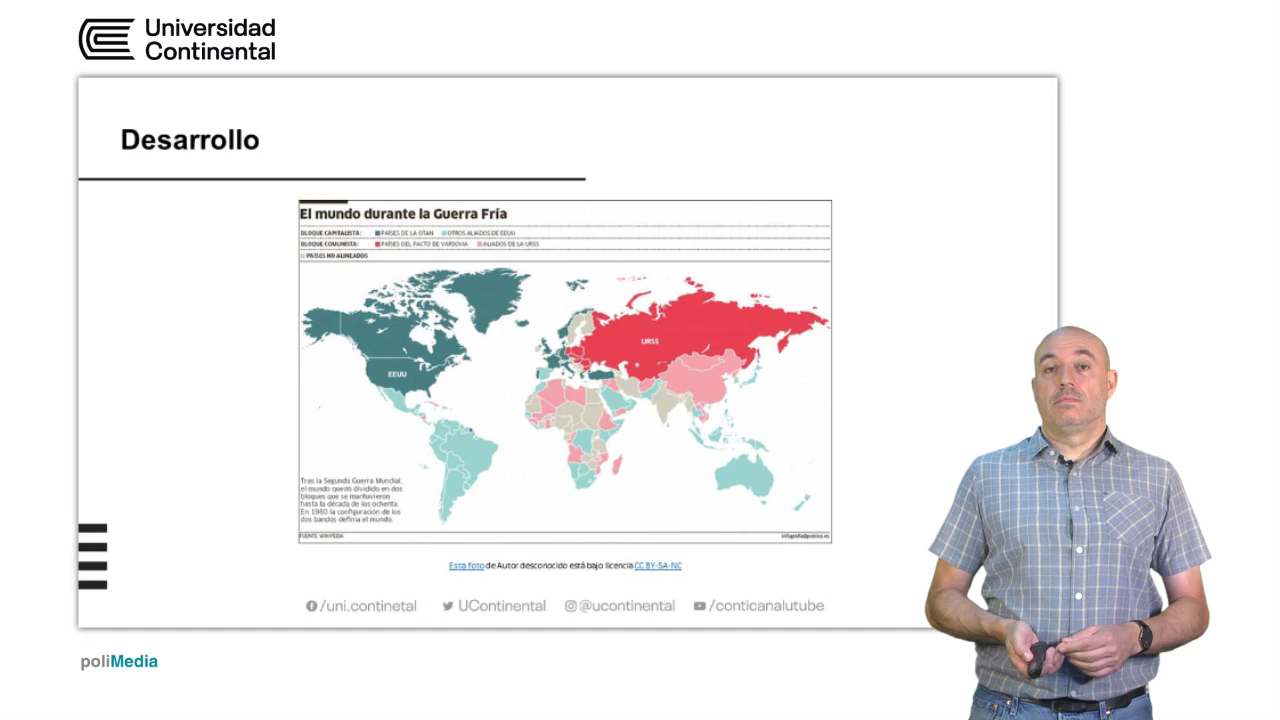 Universidad
Continental
Desarrollo
El mundo durante la Guerra Fría
BLOQUE CAPITALISTA: PAÍSES DE LA OTAN OTROS ALIADOS DE EEUU
BLOQUE COMUNISTA: PAÍSES DEL PACTO DE VARSOVIA ALIADOS DE LA URSS
PAÍSES NO ALINEADOS
URSS
EEUU
Tras la Segunda Guerra Mundial,
el mundo quedó dividido en dos
bloques que se mantuvieron
hasta la década de los ochenta.
En 1980 la configuración de los
dos bandos definía el mundo.
FUENTE: WIKIPEDIA infografia@publico.es
Esta foto de Autor desconocido está bajo licencia CC BY-SA-NC
/uni.continetal UContinental @ucontinental /conticanalutube
poliMedia